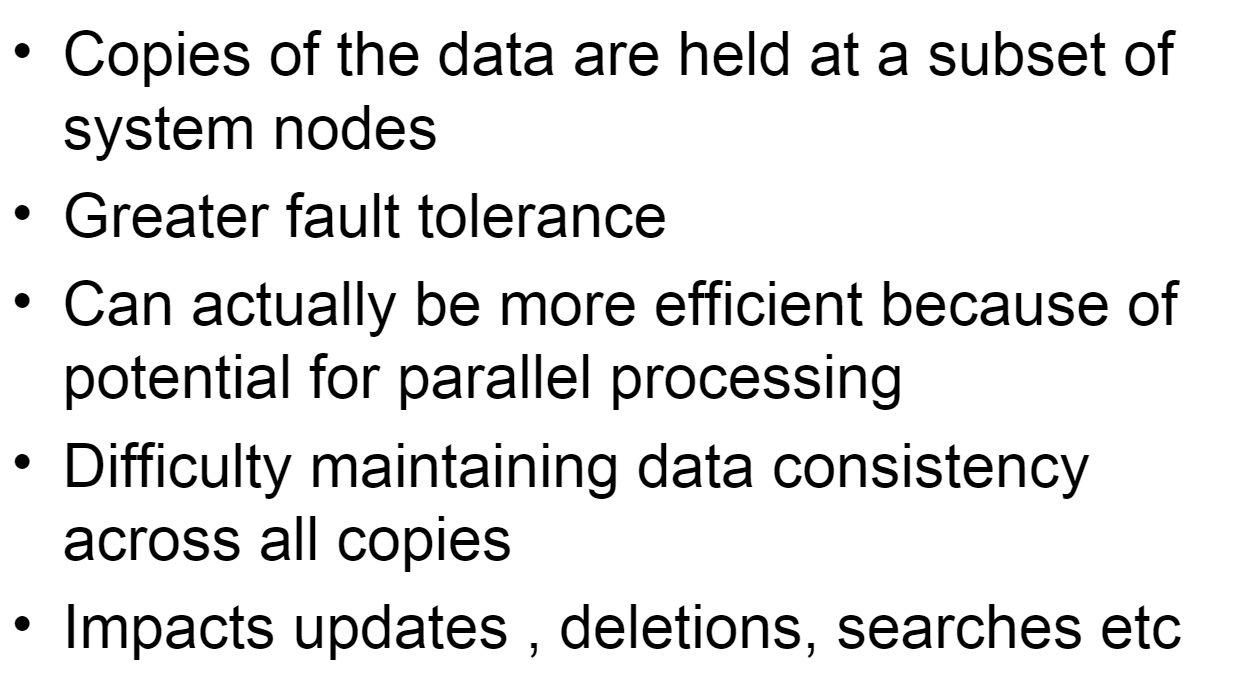 • Copies of the data are held at a subset of
system nodes
• Greater fault tolerance
• Can actually be more efficient because of
potential for parallel processing
• Difficulty maintaining data consistency
across all copies
• Impacts updates , deletions, searches etc